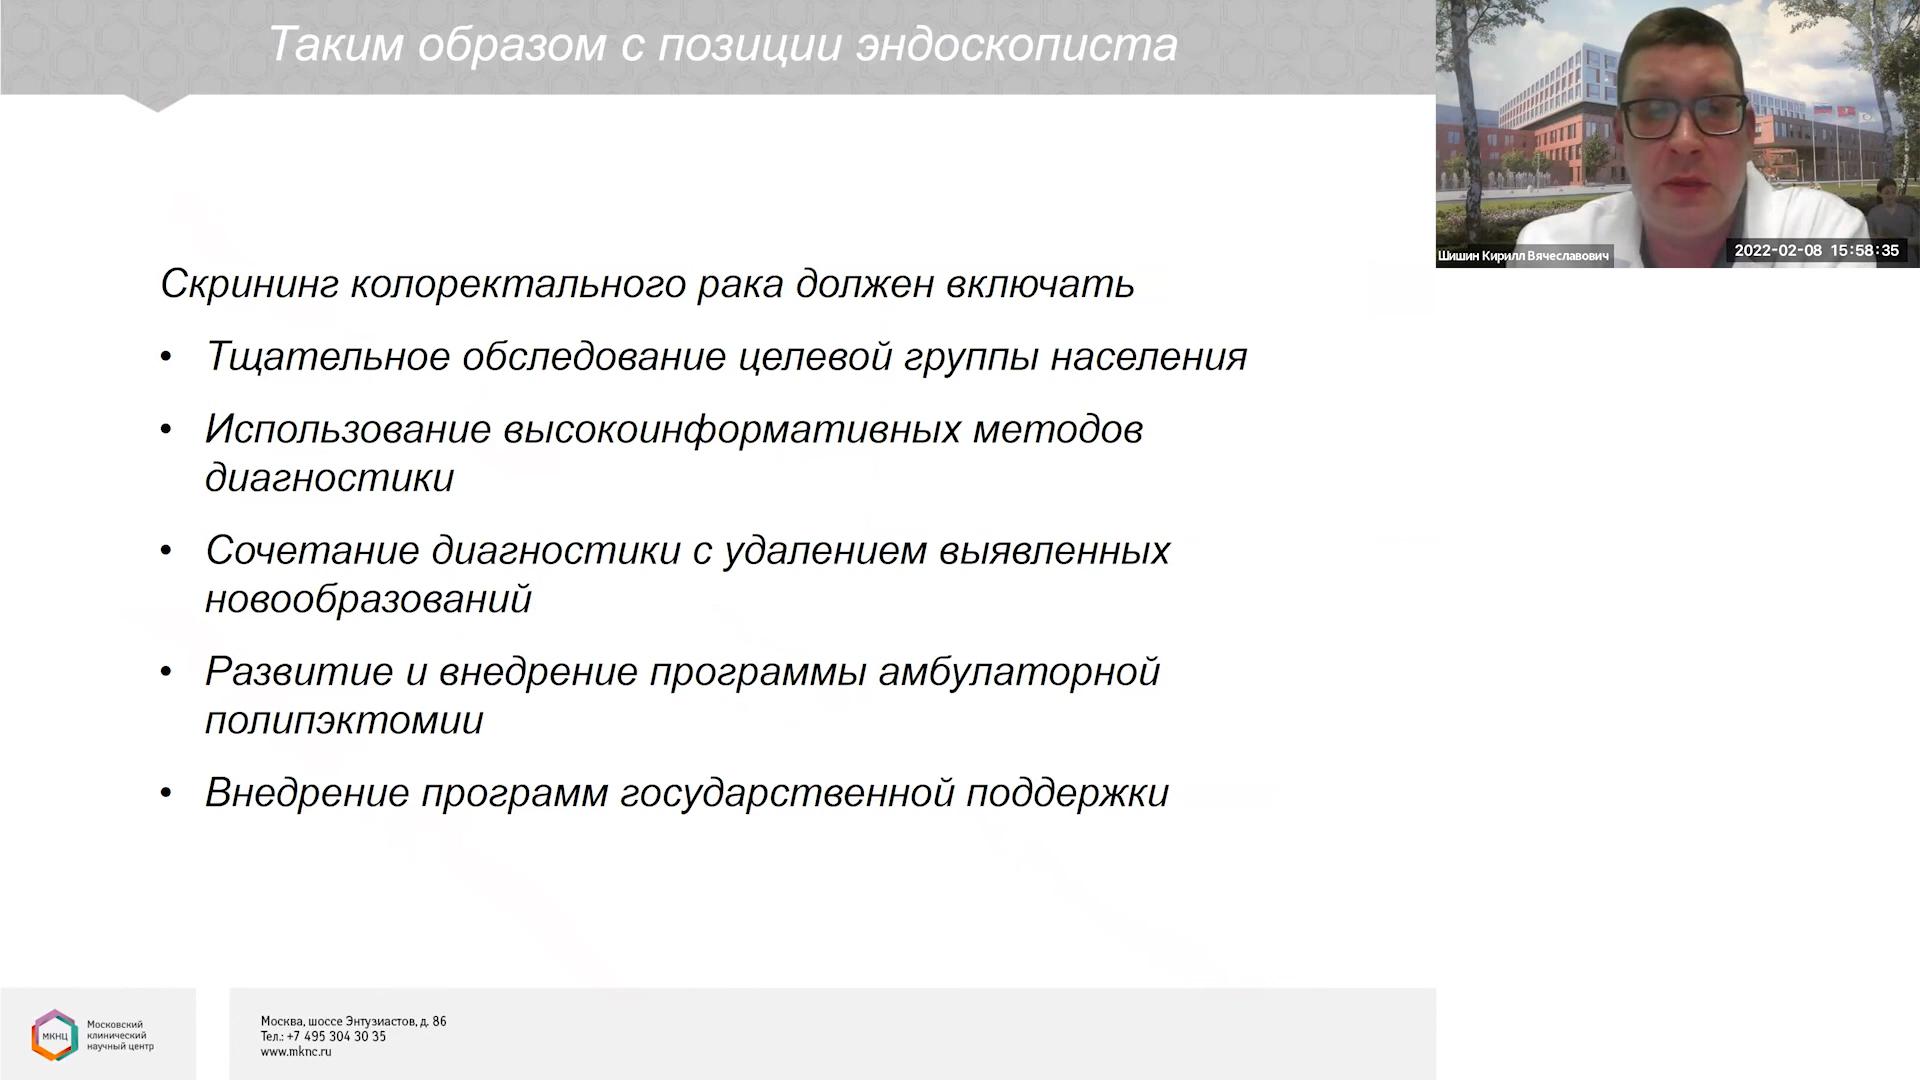 Таким образом с позиции эндоскописта
Скрининг колоректального рака должен включать
• Тщательное обследование целевой группы населения
• Использование высокоинформативных методов
диагностики
• Сочетание диагностики с удалением выявленных
новообразований
• Развитие и внедрение программы амбулаторной
полипэктомии
• Внедрение программ государственной поддержки
Шишин Кирилл Вячеславович
2022-02-08 15:58:35
МКНЦ
Московский
клинический
научный центр
Москва, шоссе Энтузиастов, д. 86
Тел.: +7 495 304 30 35
www.mknc.ru